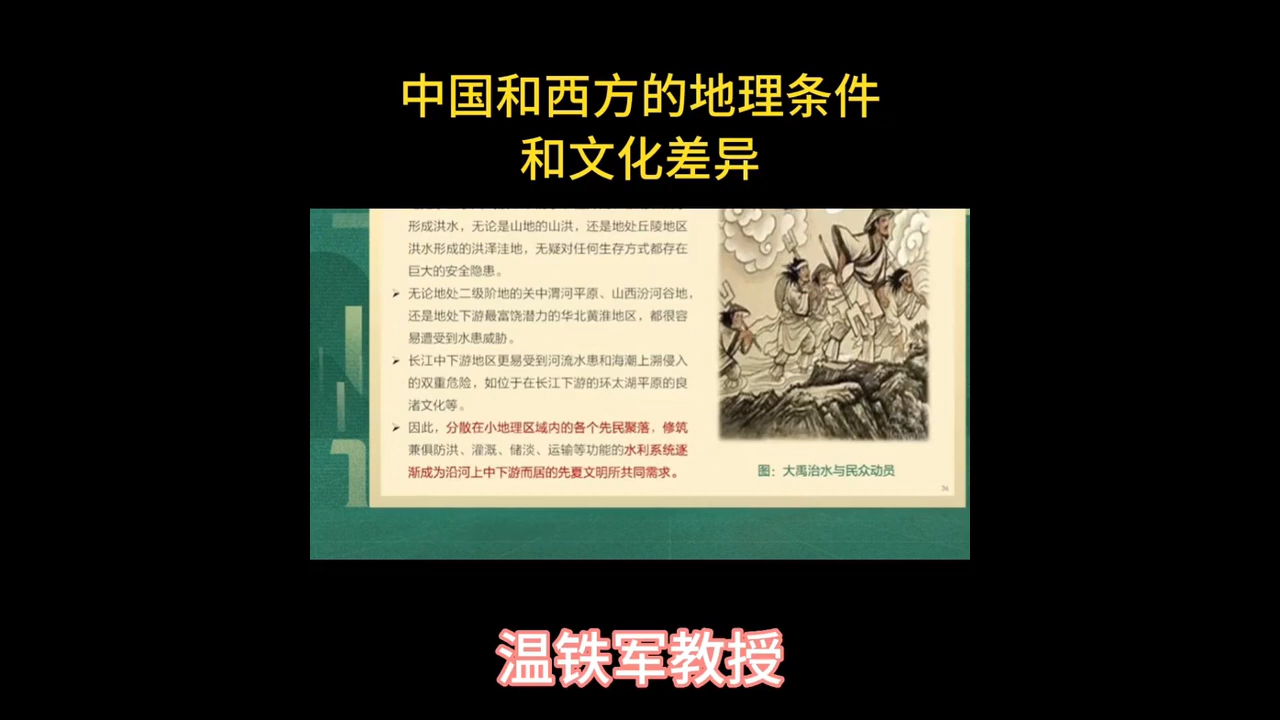 中国和西方的地理条件
和文化差异
形成洪水，无论是山地的山洪，还是地处丘陵地区
洪水形成的洪泽洼地，无疑对任何生存方式都存在
巨大的安全隐患。
➢ 无论地处二级阶地的关中渭河平原、山西汾河谷地，
还是地处下游最富饶潜力的华北黄淮地区，都很容
易遭受到水患威胁。
➢ 长江中下游地区更易受到河流水患和海潮上溯侵入
的双重危险，如位于在长江下游的环太湖平原的良
渚文化等。
➢ 因此，分散在小地理区域内的各个先民聚落，修筑
兼俱防洪、灌溉、储淡、运输等功能的水利系统逐
渐成为沿河上中下游而居的先夏文明所共同需求。
图：大禹治水与民众动员
温铁军教授